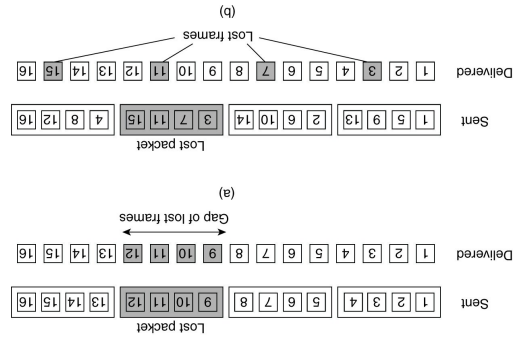 Lost packet
Sent 1 2 3 4 5 6 7 8 9 10 11 12 13 14 15 16
Delivered 1 2 3 4 5 6 7 8 9 10 11 12 13 14 15 16
Gap of lost frames
(a)
Lost packet
Sent 1 5 9 13 2 6 10 14 3 7 11 15 4 8 12 16
Delivered 1 2 3 4 5 6 7 8 9 10 11 12 13 14 15 16
Lost frames
(b)